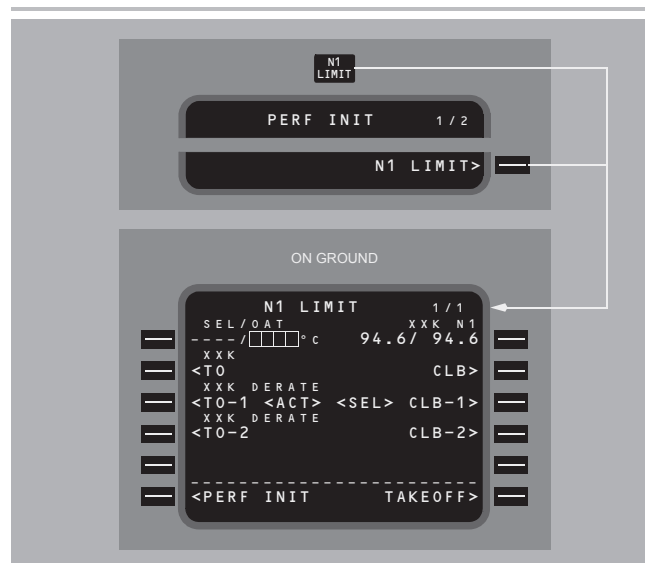 N1
LIMIT
PERF INIT 1/2
N1 LIMIT>
ON GROUND
N1 LIMIT 1/1
SEL/OAT XXK N1
----/□□□□°C 94.6/ 94.6
XXK
<TO CLB>
XXK DERATE
<TO-1 <ACT> <SEL> CLB-1>
XXK DERATE
<TO-2 CLB-2>
------------------------
<PERF INIT TAKEOFF>